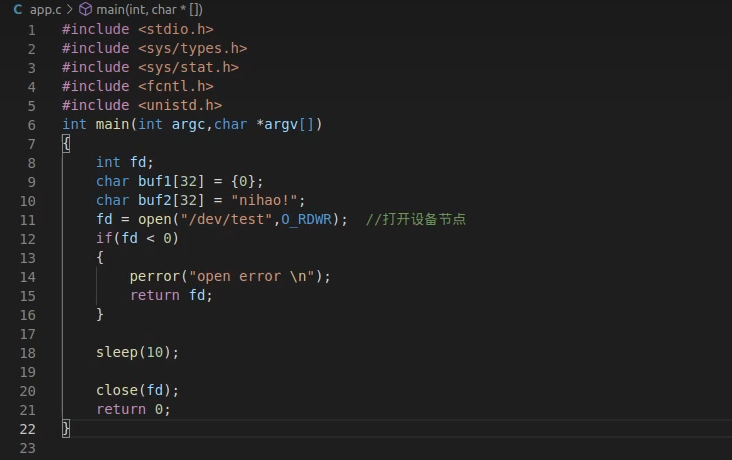 app.c > main(int, char * [])
1 #include <stdio.h>
2 #include <sys/types.h>
3 #include <sys/stat.h>
4 #include <fcntl.h>
5 #include <unistd.h>
6 int main(int argc,char *argv[])
7 {
8     int fd;
9     char buf1[32] = {0};
10     char buf2[32] = "nihao!";
11     fd = open("/dev/test",O_RDWR);  //打开设备节点
12     if(fd < 0)
13     {
14         perror("open error \n");
15         return fd;
16     }
17
18     sleep(10);
19
20     close(fd);
21     return 0;
22 }
23